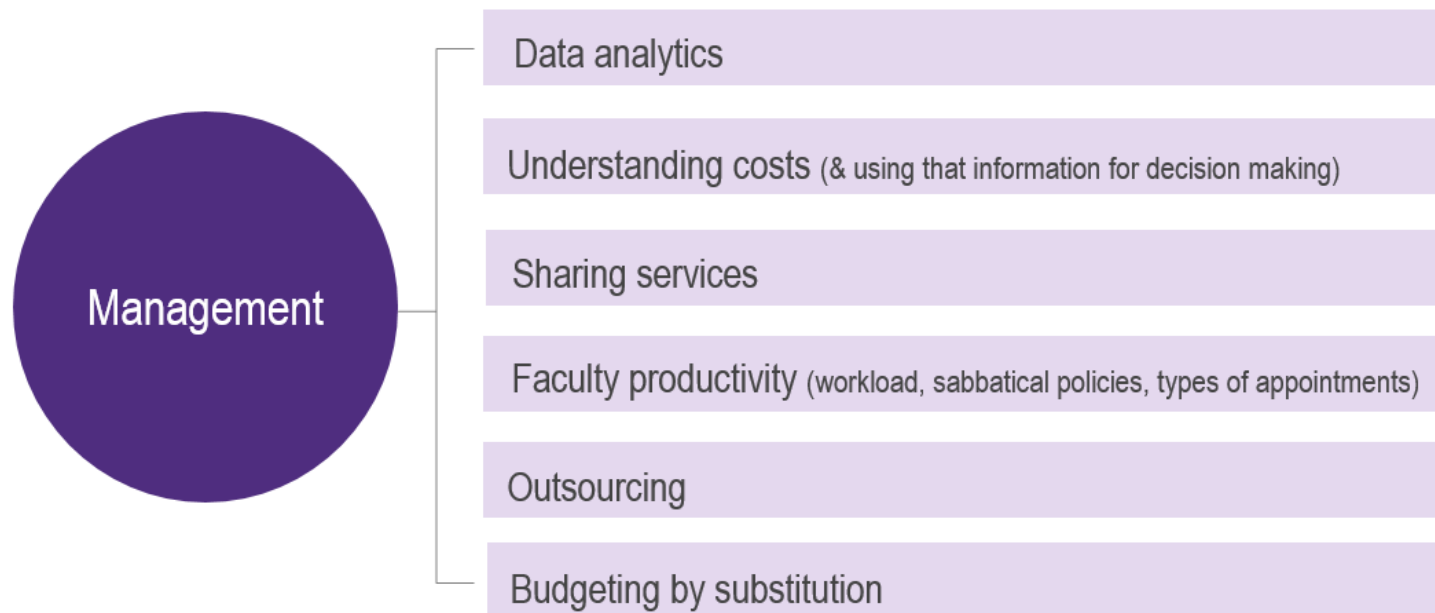 Management
Data analytics
Understanding costs (& using that information for decision making)
Sharing services
Faculty productivity (workload, sabbatical policies, types of appointments)
Outsourcing
Budgeting by substitution